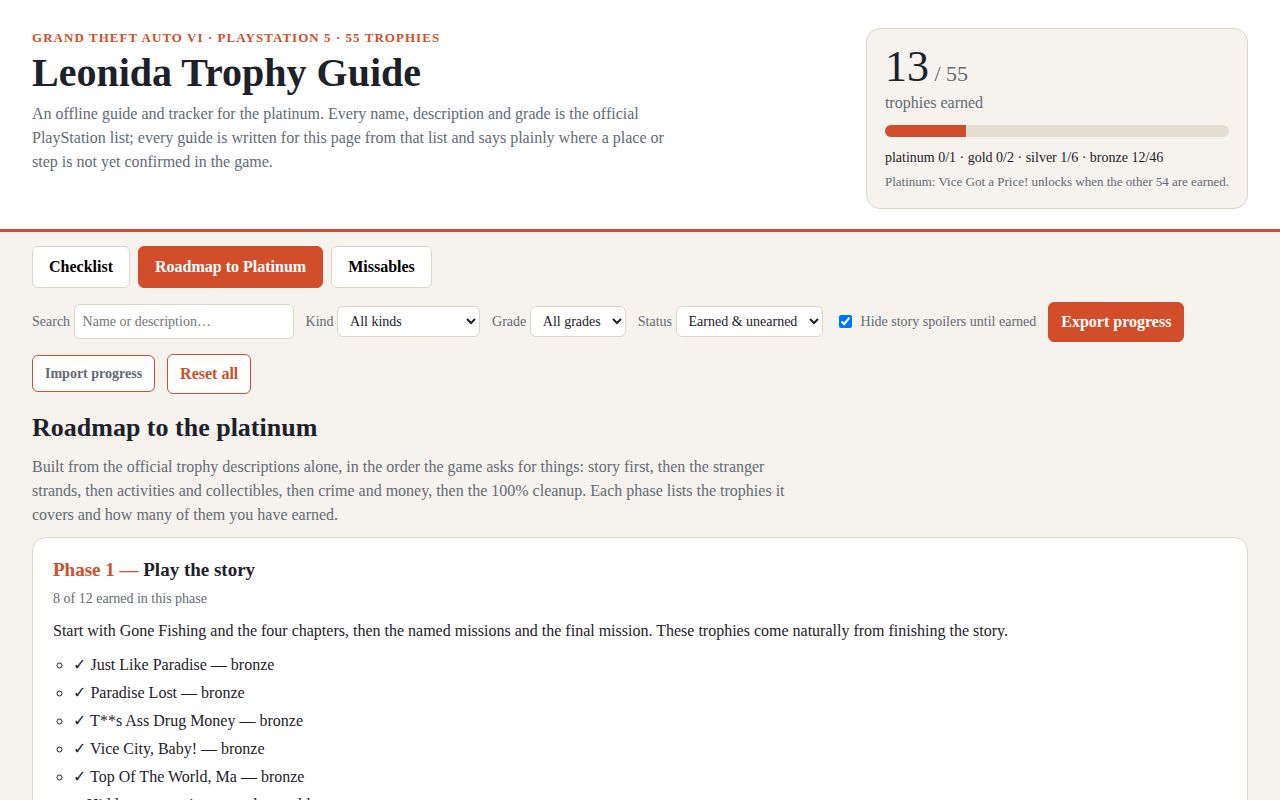 GRAND THEFT AUTO VI · PLAYSTATION 5 · 55 TROPHIES
Leonida Trophy Guide
An offline guide and tracker for the platinum. Every name, description and grade is the official
PlayStation list; every guide is written for this page from that list and says plainly where a place or
step is not yet confirmed in the game.
13 / 55
trophies earned
platinum 0/1 · gold 0/2 · silver 1/6 · bronze 12/46
Platinum: Vice Got a Price! unlocks when the other 54 are earned.
Checklist Roadmap to Platinum Missables
Search Name or description… Kind All kinds Grade All grades Status Earned & unearned Hide story spoilers until earned Export progress
Import progress Reset all
Roadmap to the platinum
Built from the official trophy descriptions alone, in the order the game asks for things: story first, then the stranger
strands, then activities and collectibles, then crime and money, then the 100% cleanup. Each phase lists the trophies it
covers and how many of them you have earned.
Phase 1 — Play the story
8 of 12 earned in this phase
Start with Gone Fishing and the four chapters, then the named missions and the final mission. These trophies come naturally from finishing the story.
✓ Just Like Paradise — bronze
✓ Paradise Lost — bronze
✓ T**s Ass Drug Money — bronze
✓ Vice City, Baby! — bronze
✓ Top Of The World, Ma — bronze